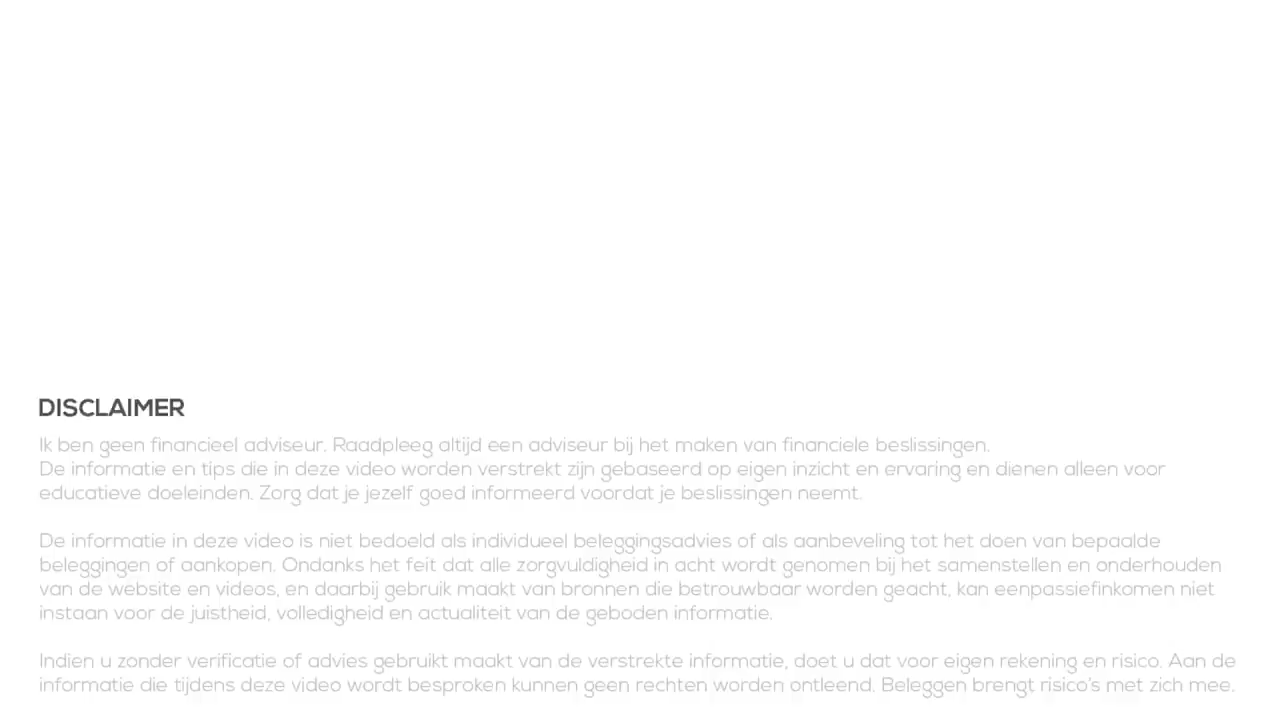 DISCLAIMER
Ik ben geen financieel adviseur. Raadpleeg altijd een adviseur bij het maken van financiele beslissingen.
De informatie en tips die in deze video worden verstrekt zijn gebaseerd op eigen inzicht en ervaring en dienen alleen voor
educatieve doeleinden. Zorg dat je jezelf goed informeerd voordat je beslissingen neemt.
De informatie in deze video is niet bedoeld als individueel beleggingsadvies of als aanbeveling tot het doen van bepaalde
beleggingen of aankopen. Ondanks het feit dat alle zorgvuldigheid in acht wordt genomen bij het samenstellen en onderhouden
van de website en videos, en daarbij gebruik maakt van bronnen die betrouwbaar worden geacht, kan eenpassiefinkomen niet
instaan voor de juistheid, volledigheid en actualiteit van de geboden informatie.
Indien u zonder verificatie of advies gebruikt maakt van de verstrekte informatie, doet u dat voor eigen rekening en risico. Aan de
informatie die tijdens deze video wordt besproken kunnen geen rechten worden ontleend. Beleggen brengt risico's met zich mee.